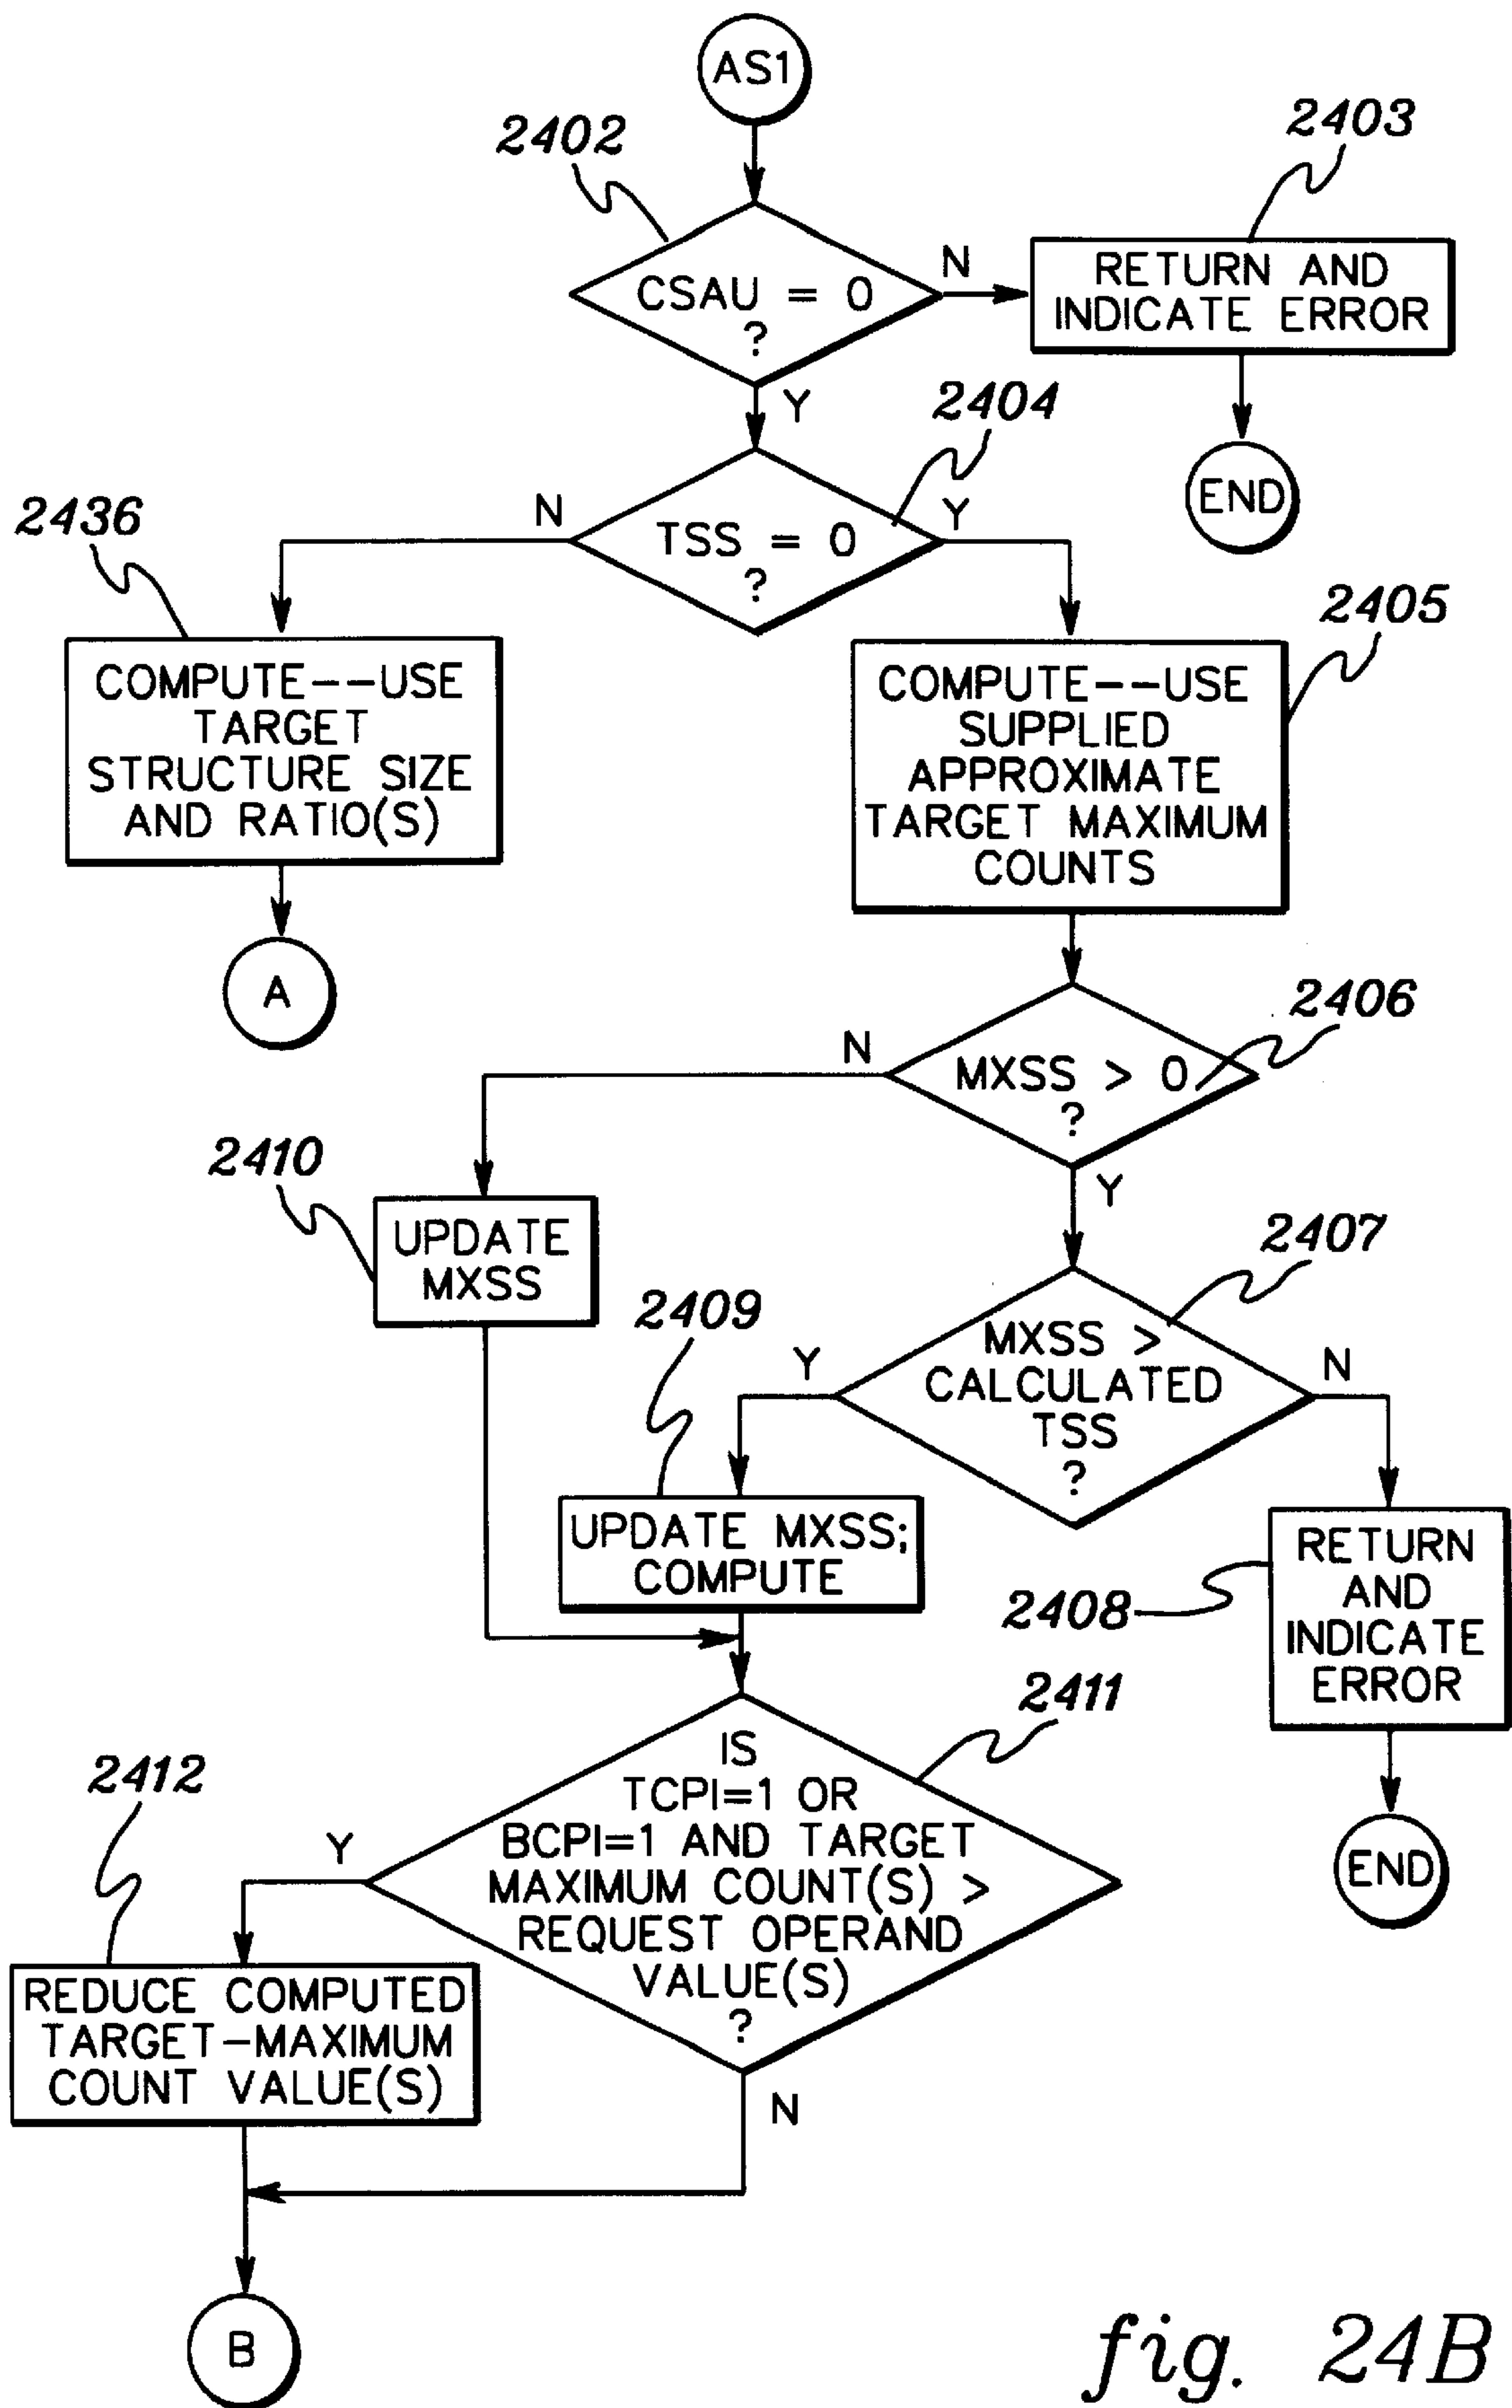 AS1
2402
2403
CSAU = 0
?
N
RETURN AND
INDICATE ERROR
Y
END
2404
TSS = 0
?
N
Y
2436
COMPUTE--USE
TARGET
STRUCTURE SIZE
AND RATIO(S)
A
2405
COMPUTE--USE
SUPPLIED
APPROXIMATE
TARGET MAXIMUM
COUNTS
2406
MXSS > 0
?
N
Y
2410
UPDATE
MXSS
2407
MXSS >
CALCULATED
TSS
?
Y
N
2409
UPDATE MXSS;
COMPUTE
2408
RETURN
AND
INDICATE
ERROR
END
2411
IS
TCPI=1 OR
BCPI=1 AND TARGET
MAXIMUM COUNT(S) >
REQUEST OPERAND
VALUE(S)
?
Y
N
2412
REDUCE COMPUTED
TARGET-MAXIMUM
COUNT VALUE(S)
B
fig. 24B